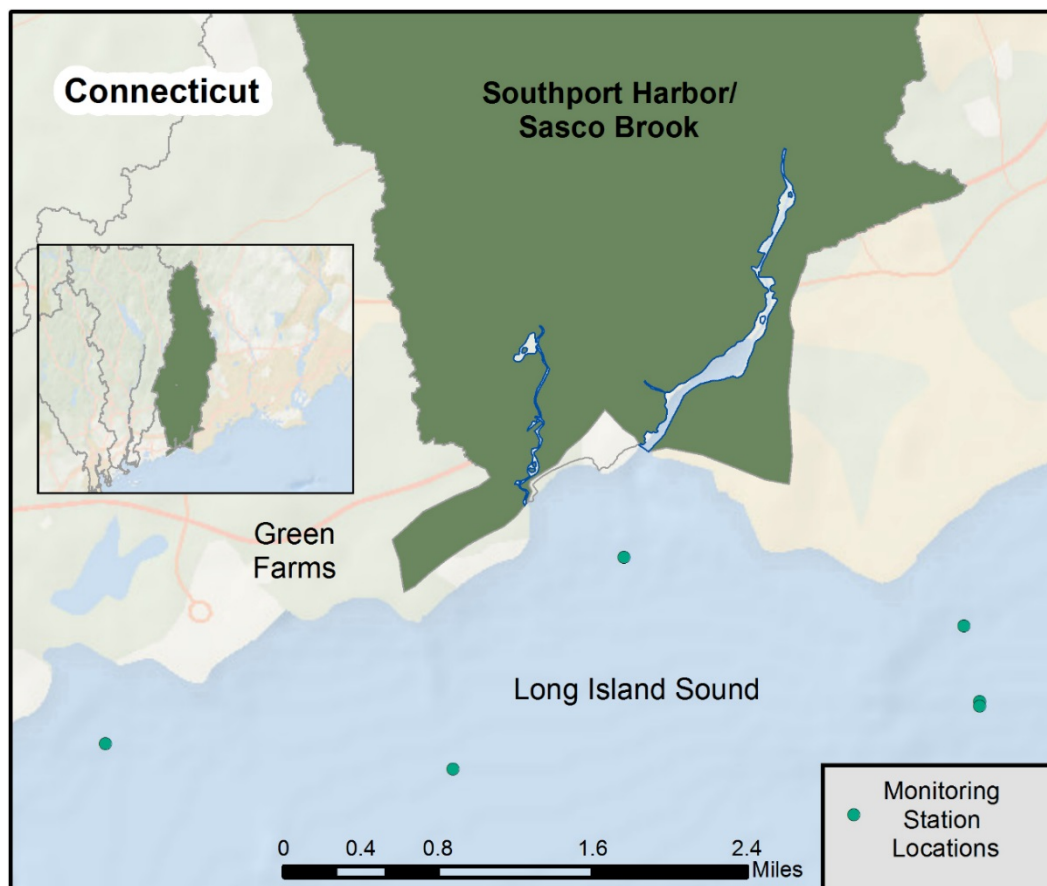 Connecticut
Southport Harbor/
Sasco Brook
Green
Farms
Long Island Sound
Monitoring
Station
Locations
0 0.4 0.8 1.6 2.4
Miles